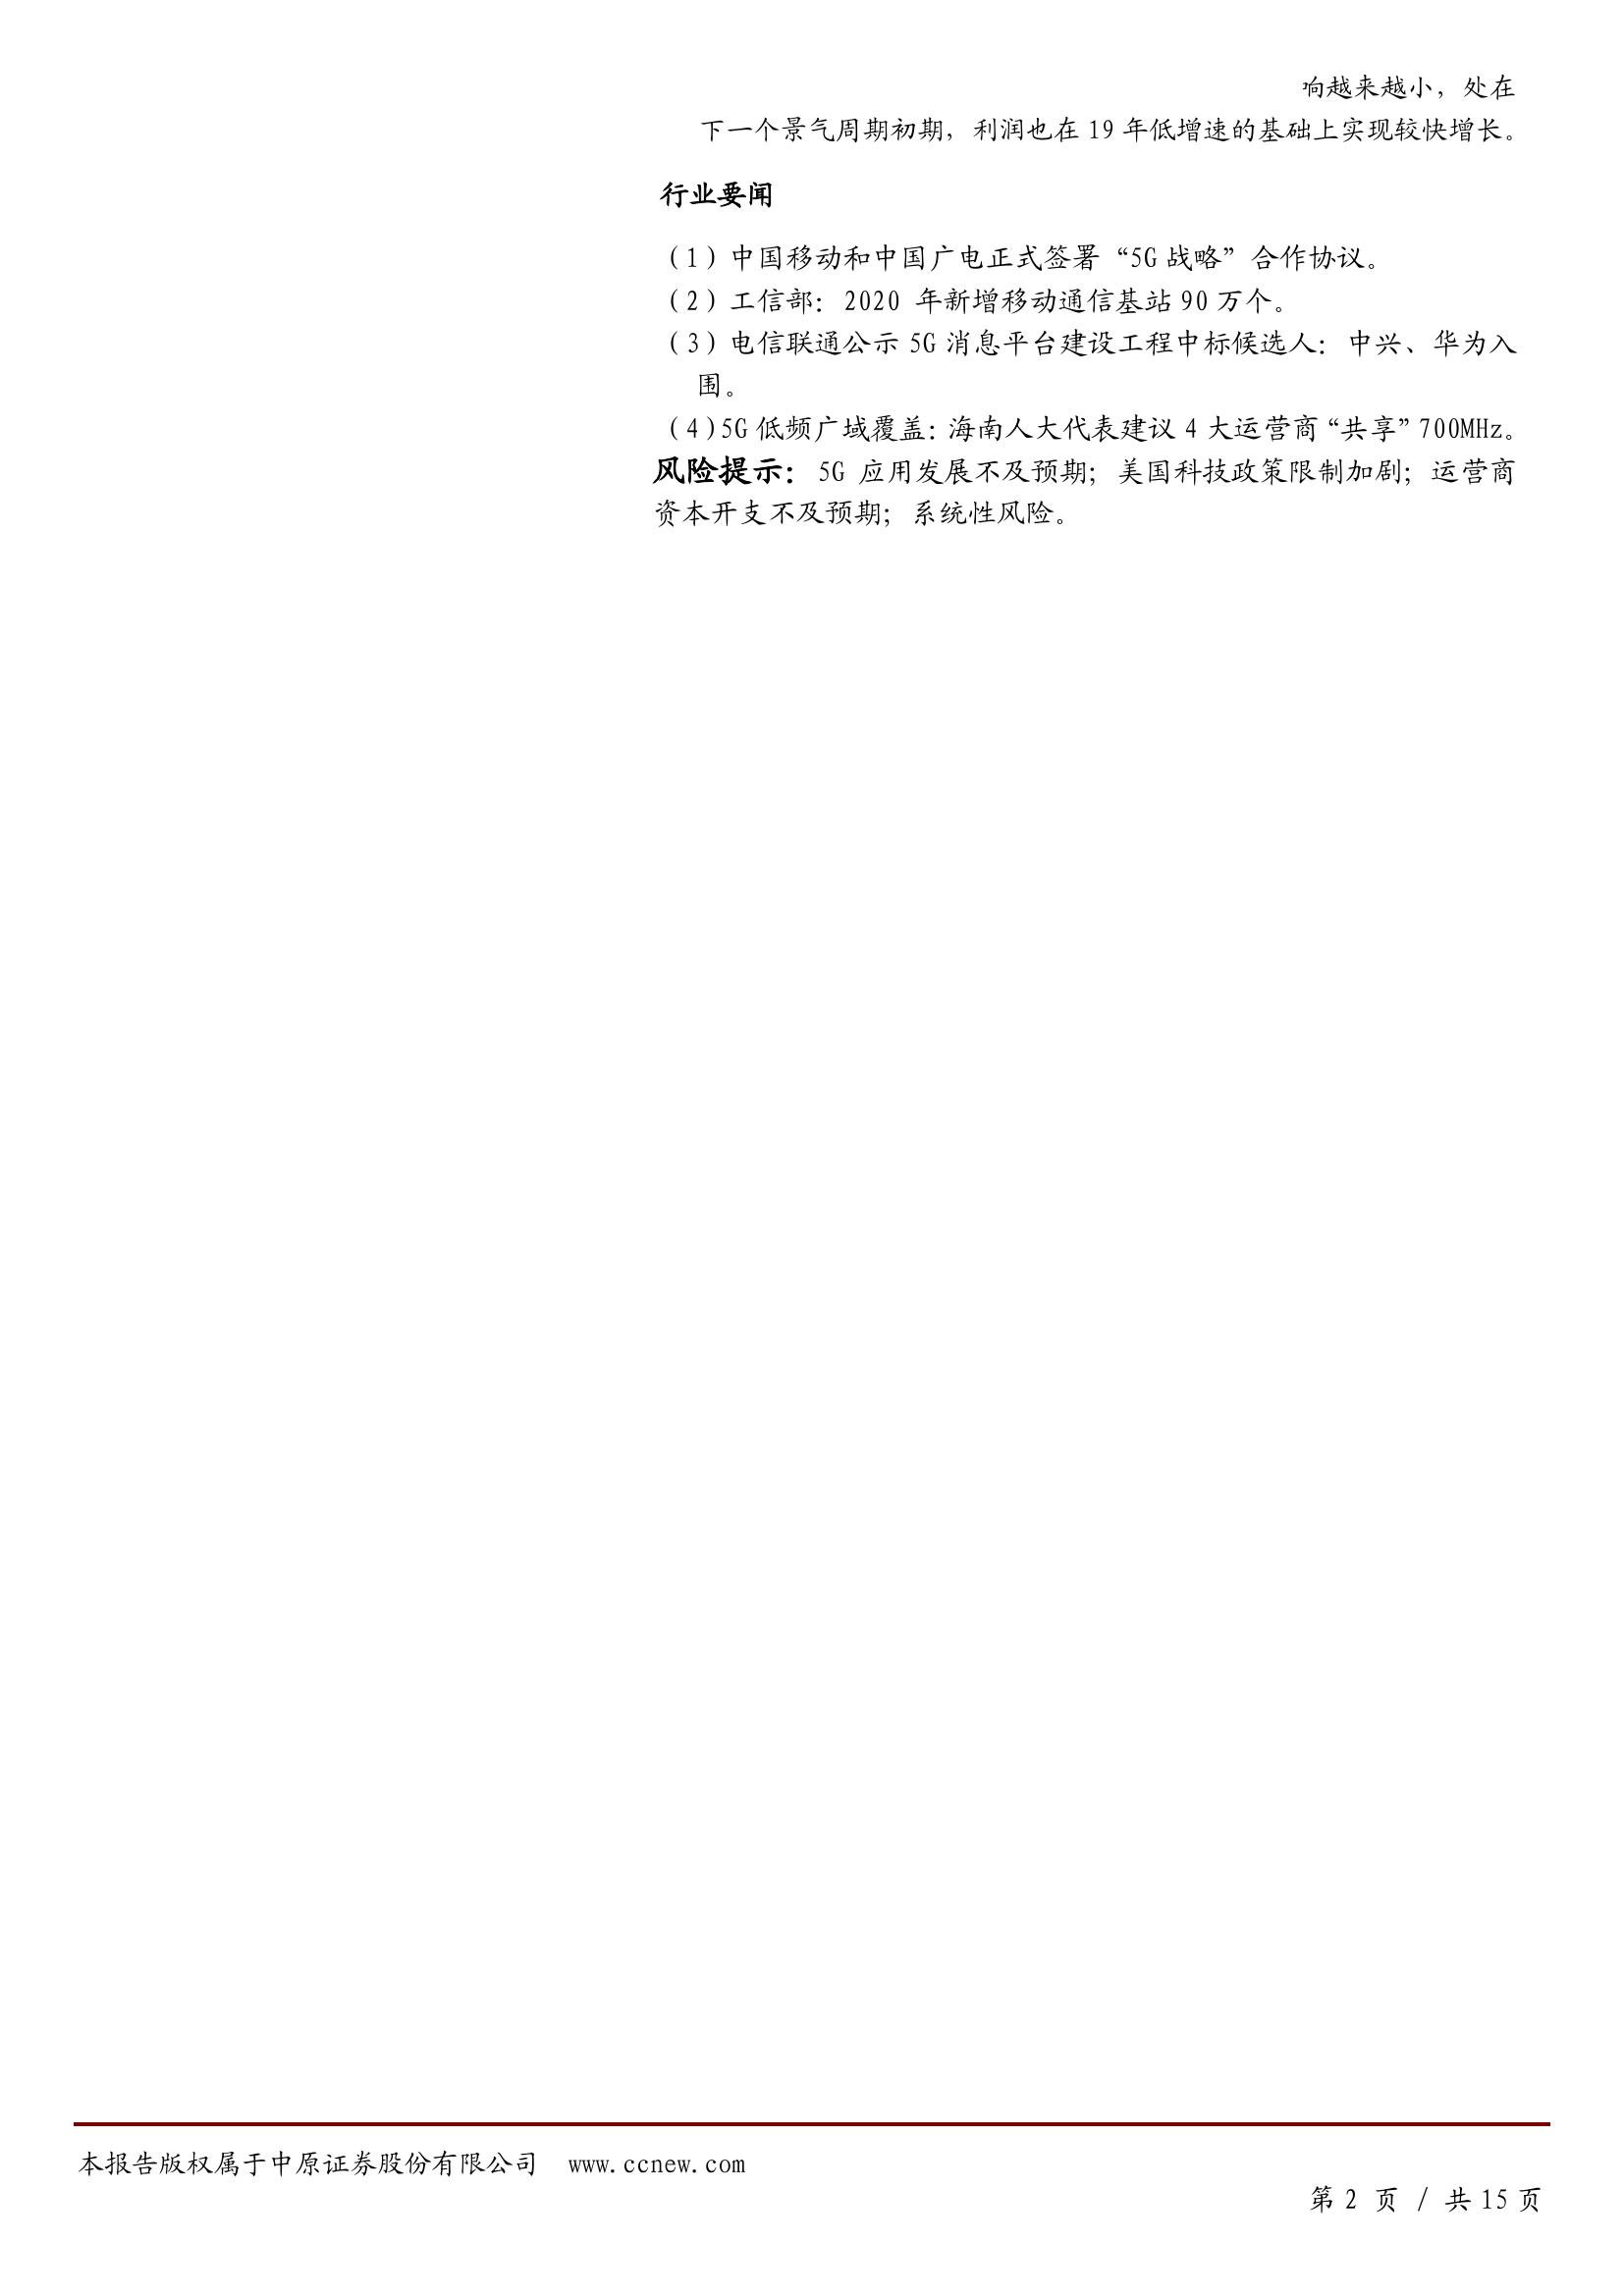 响越来越小，处在
下一个景气周期初期，利润也在 19 年低增速的基础上实现较快增长。
行业要闻
（1）中国移动和中国广电正式签署“5G 战略”合作协议。
（2）工信部：2020 年新增移动通信基站 90 万个。
（3）电信联通公示 5G 消息平台建设工程中标候选人：中兴、华为入
围。
（4）5G 低频广域覆盖：海南人大代表建议 4 大运营商“共享”700MHz。
风险提示：5G 应用发展不及预期；美国科技政策限制加剧；运营商
资本开支不及预期；系统性风险。
本报告版权属于中原证券股份有限公司 www.ccnew.com
第 2 页 / 共 15 页